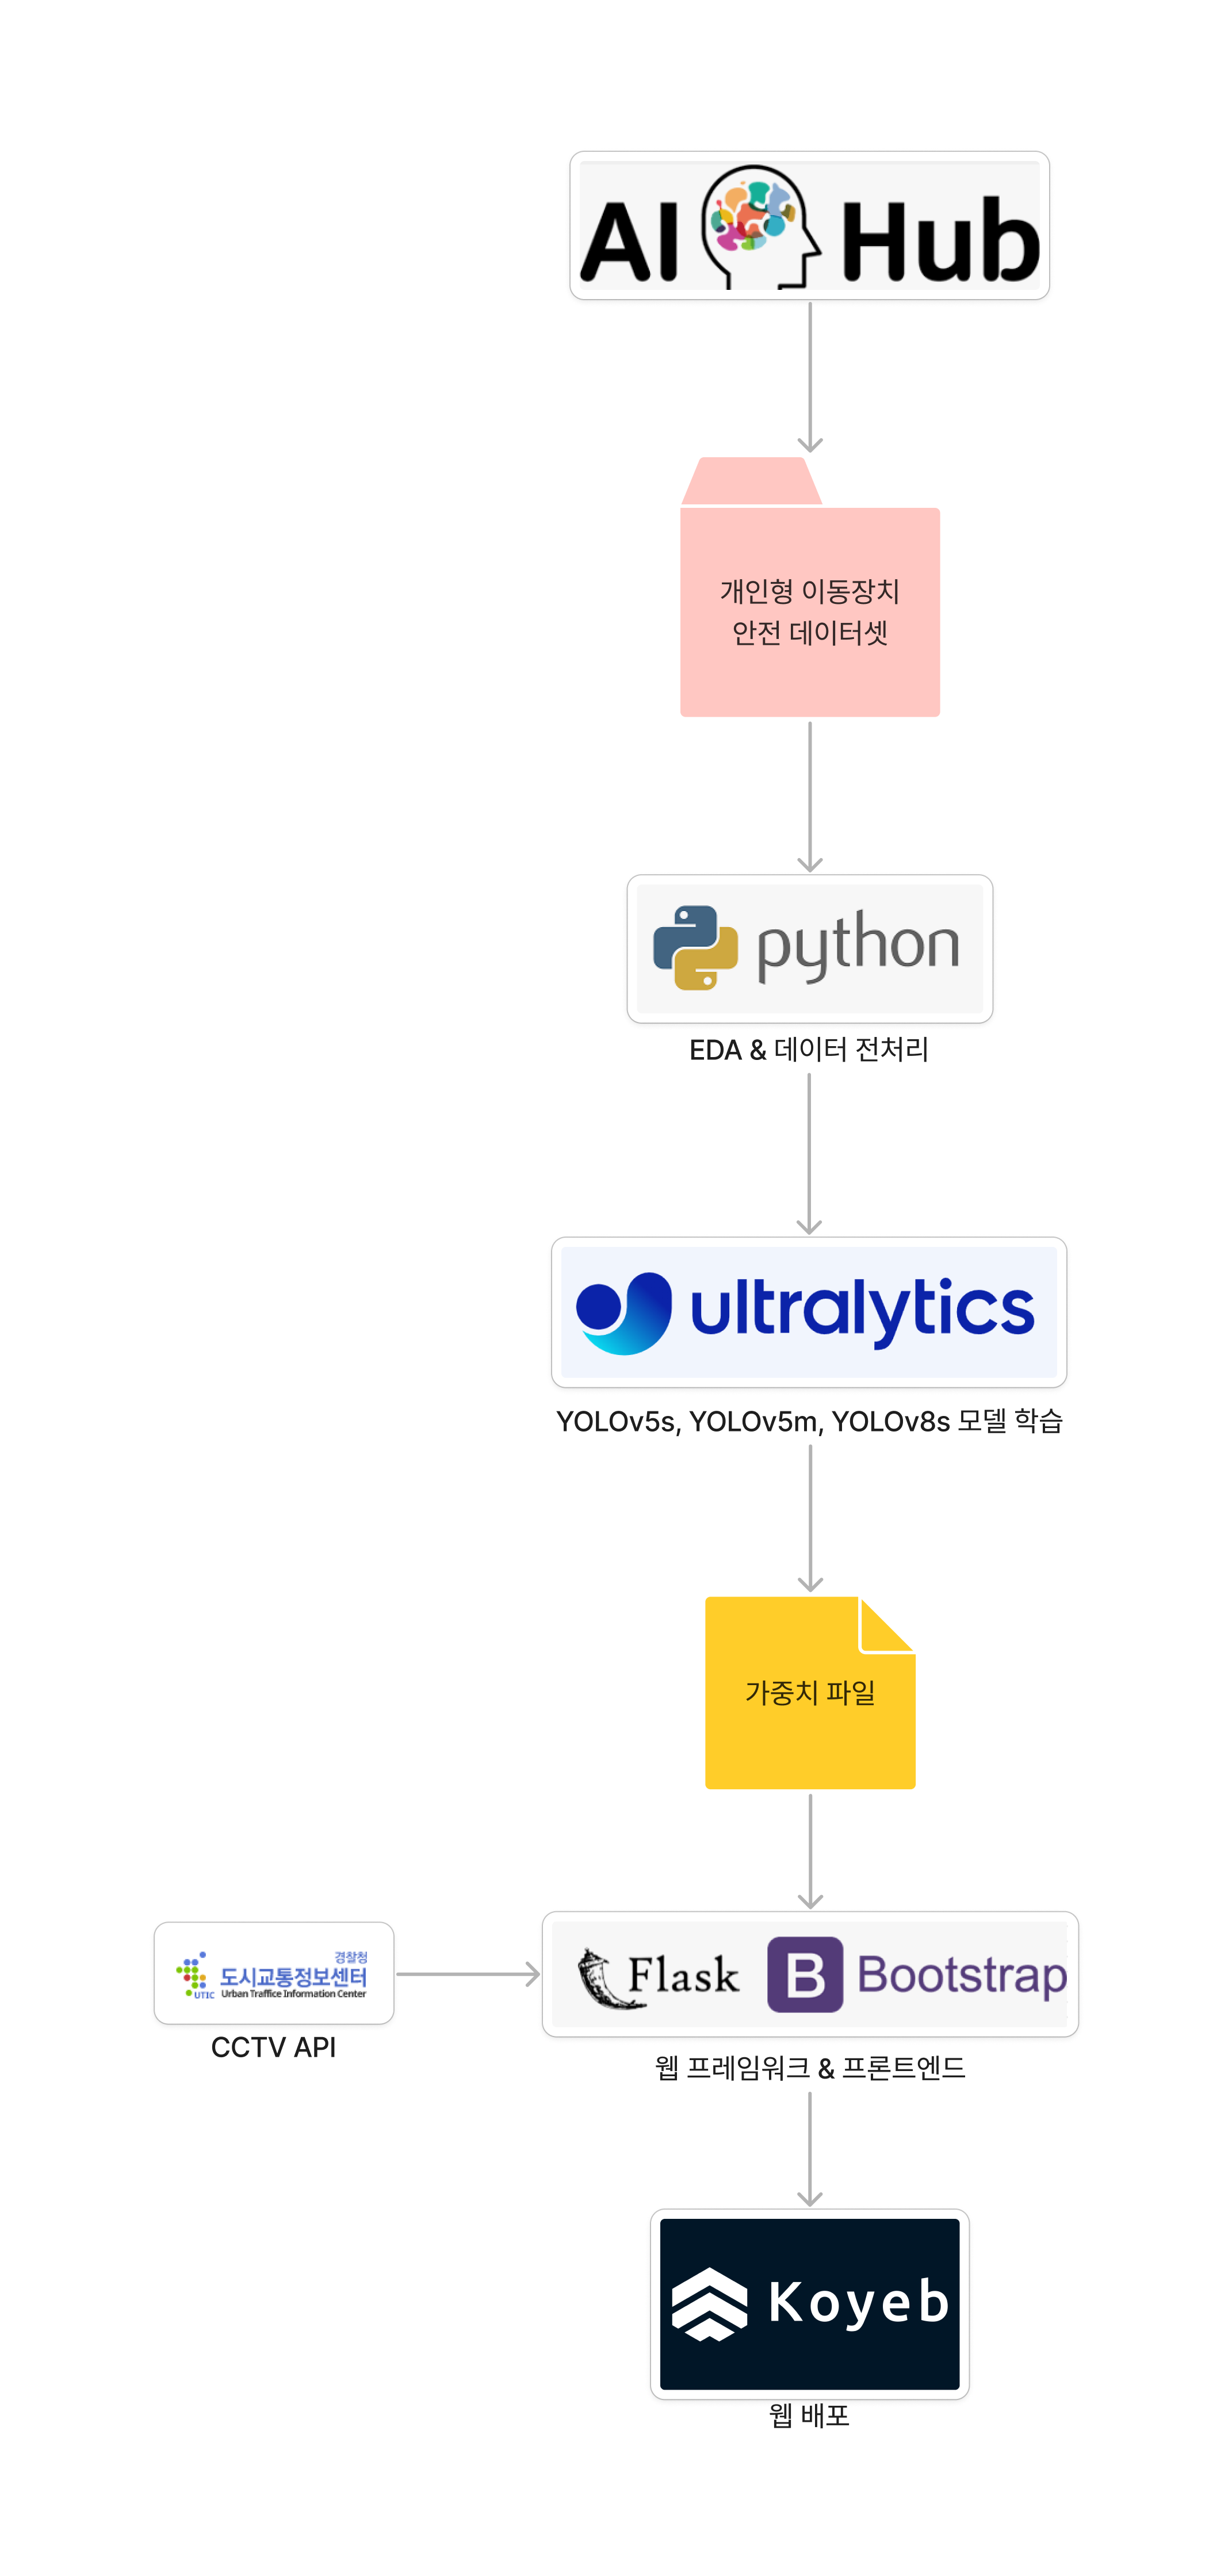 AI Hub
개인형 이동장치
안전 데이터셋
python
EDA & 데이터 전처리
ultralytics
YOLOv5s, YOLOv5m, YOLOv8s 모델 학습
가중치 파일
경찰청
도시교통정보센터
UTIC Urban Traffice Information Center
CCTV API
Flask B Bootstrap
웹 프레임워크 & 프론트엔드
Koyeb
웹 배포